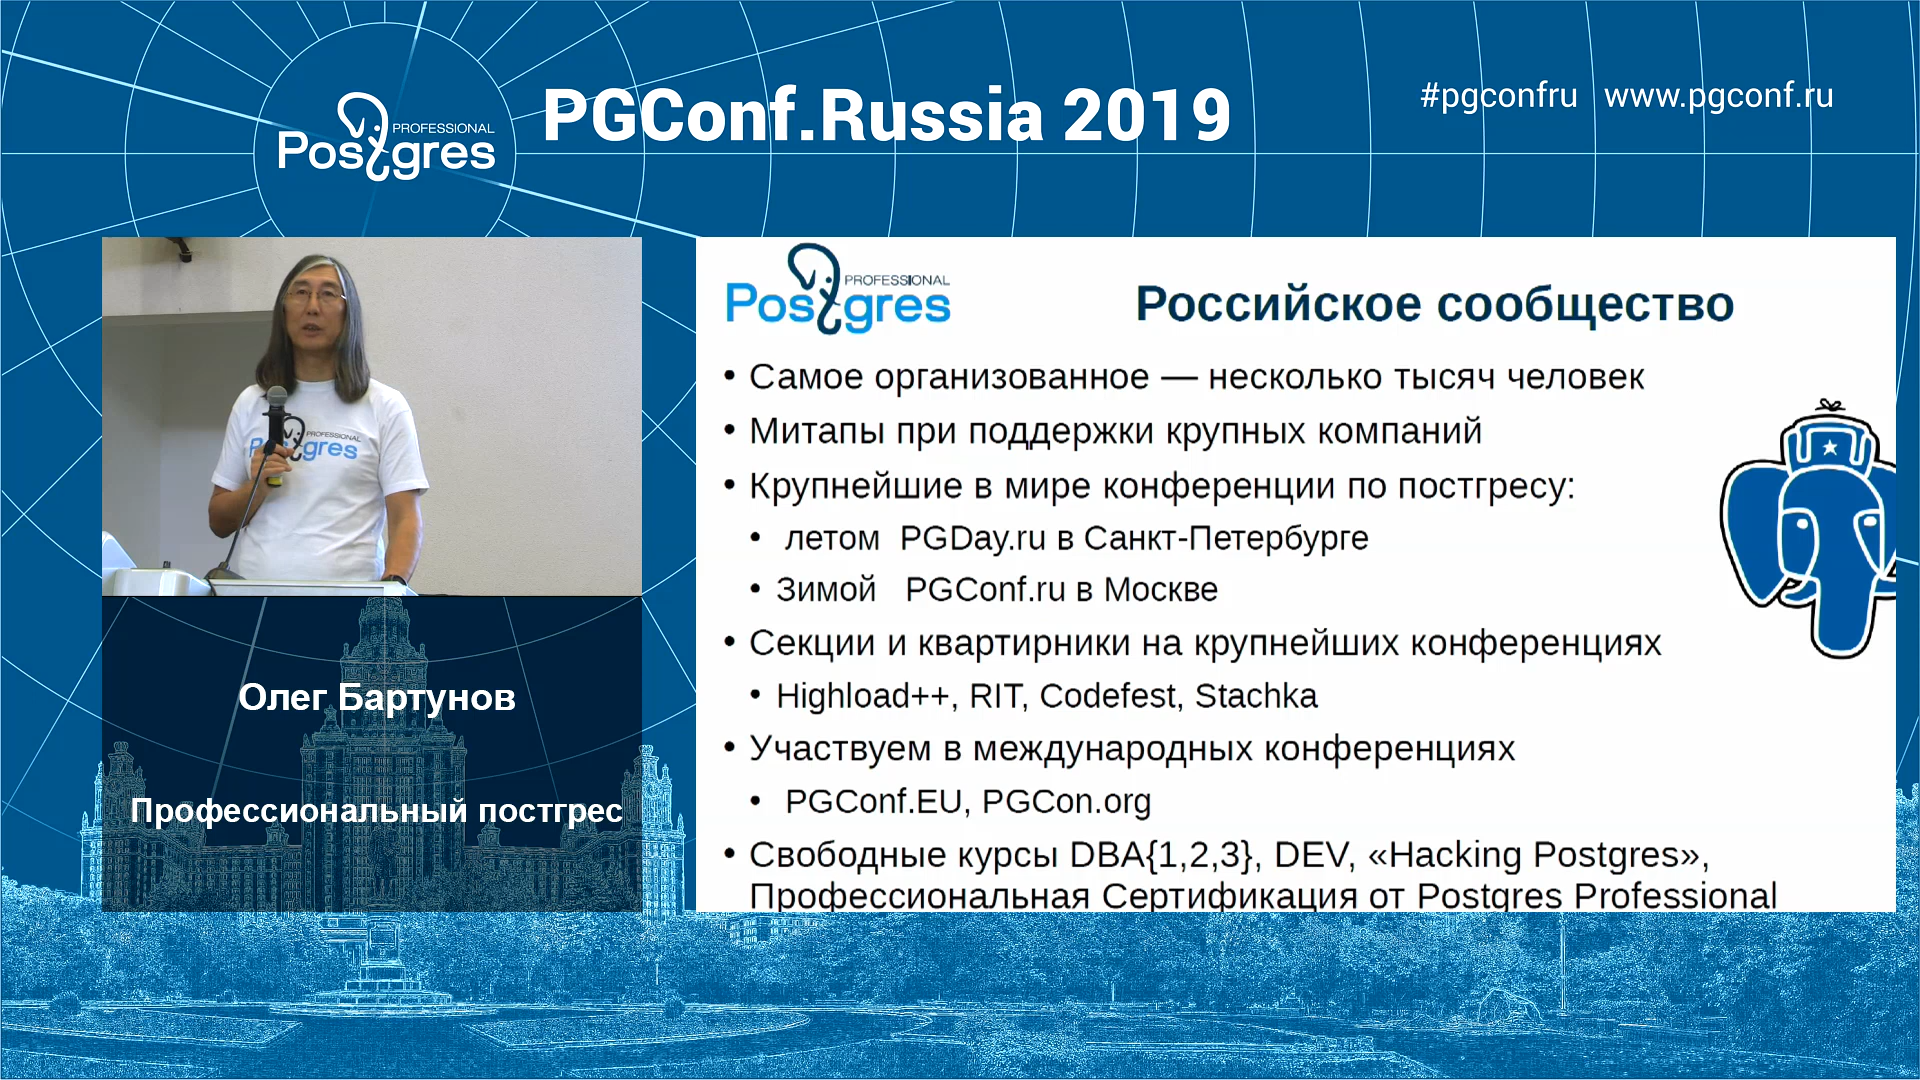 PROFESSIONAL
Postgres
PGConf.Russia 2019
#pgconfru www.pgconf.ru
PROFESSIONAL
Postgres
Олег Бартунов
Профессиональный постгрес
PROFESSIONAL
Postgres
Российское сообщество
• Самое организованное — несколько тысяч человек
• Митапы при поддержки крупных компаний
• Крупнейшие в мире конференции по постгресу:
• летом PGDay.ru в Санкт-Петербурге
• Зимой PGConf.ru в Москве
• Секции и квартирники на крупнейших конференциях
• Highload++, RIT, Codefest, Stachka
• Участвуем в международных конференциях
• PGConf.EU, PGCon.org
• Свободные курсы DBA{1,2,3}, DEV, «Hacking Postgres»,
Профессиональная Сертификация от Postgres Professional